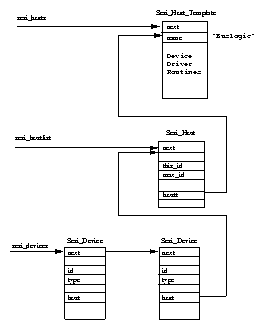 Scsi_Host_Template
scsi_hosts
next
name
"Buslogic"
Device
Driver
Routines
Scsi_Host
scsi_hostlist
next
this_id
max_id
hostt
Scsi_Device
Scsi_Device
scsi_devices
next
next
id
id
type
type
host
host